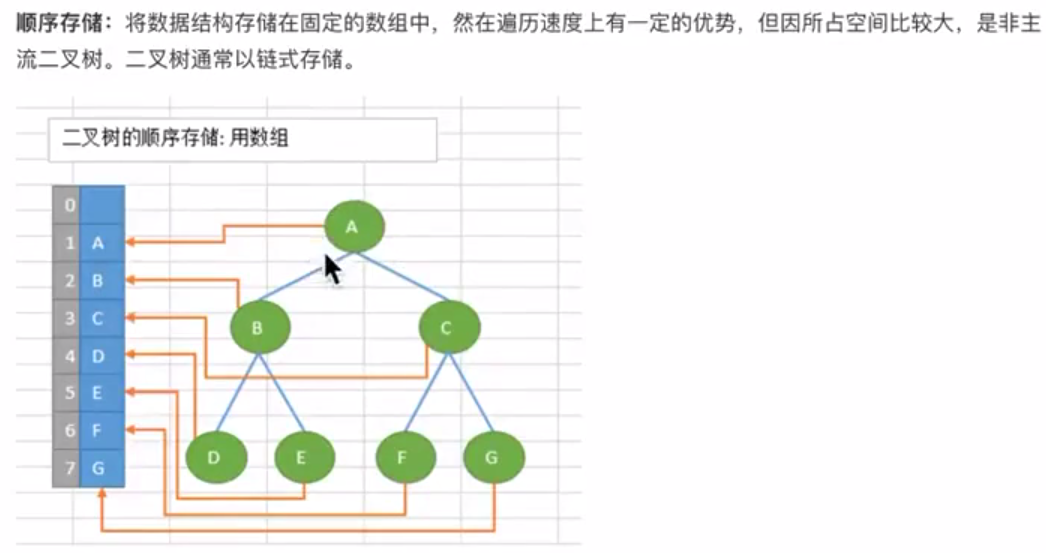 顺序存储：将数据结构存储在固定的数组中，然在遍历速度上有一定的优势，但因所占空间比较大，是非主
流二叉树。二叉树通常以链式存储。
二叉树的顺序存储: 用数组
0
1 A
2 B
3 C
4 D
5 E
6 F
7 G
A
B C
D E F G